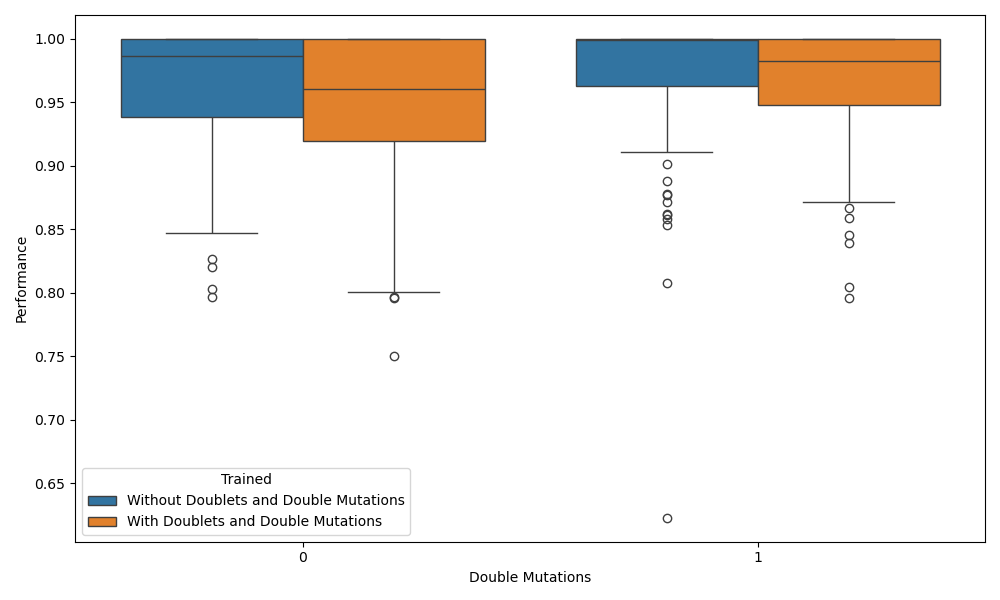 1.00
0.95
0.90
0.85
0.80
0.75
0.70
0.65
Performance
Trained
Without Doublets and Double Mutations
With Doublets and Double Mutations
0
1
Double Mutations